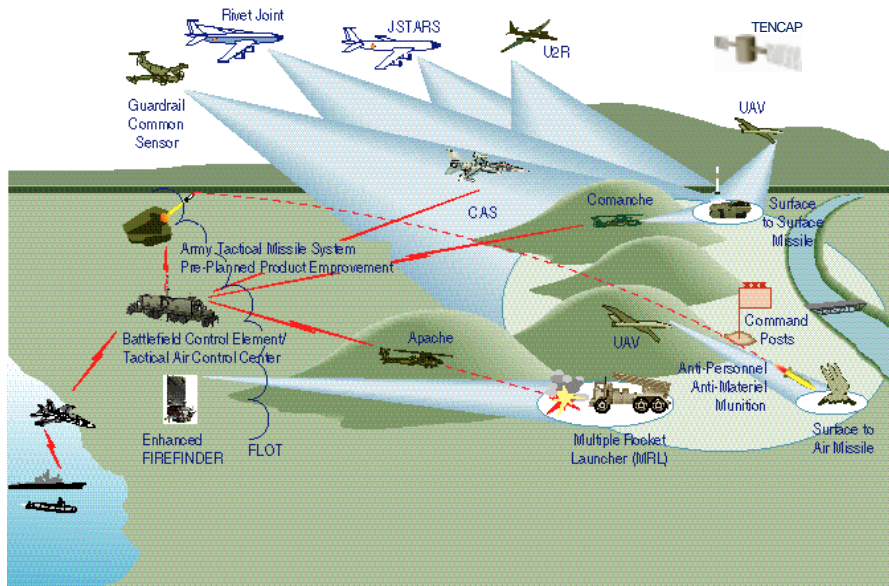 Rivet Joint
JSTARS
U2R
TENCAP
Guardrail
Common
Sensor
UAV
CAS
Comanche
Surface
to Surface
Missile
Army Tactical Missile System
Pre-Planned Product Emprovement
Battlefield Control Element/
Tactical Air Control Center
Apache
UAV
Command
Posts
Anti-Personnel
Anti-Materiel
Munition
Enhanced
FIREFINDER
FLOT
Multiple Rocket
Launcher (MRL)
Surface to
Air Missile